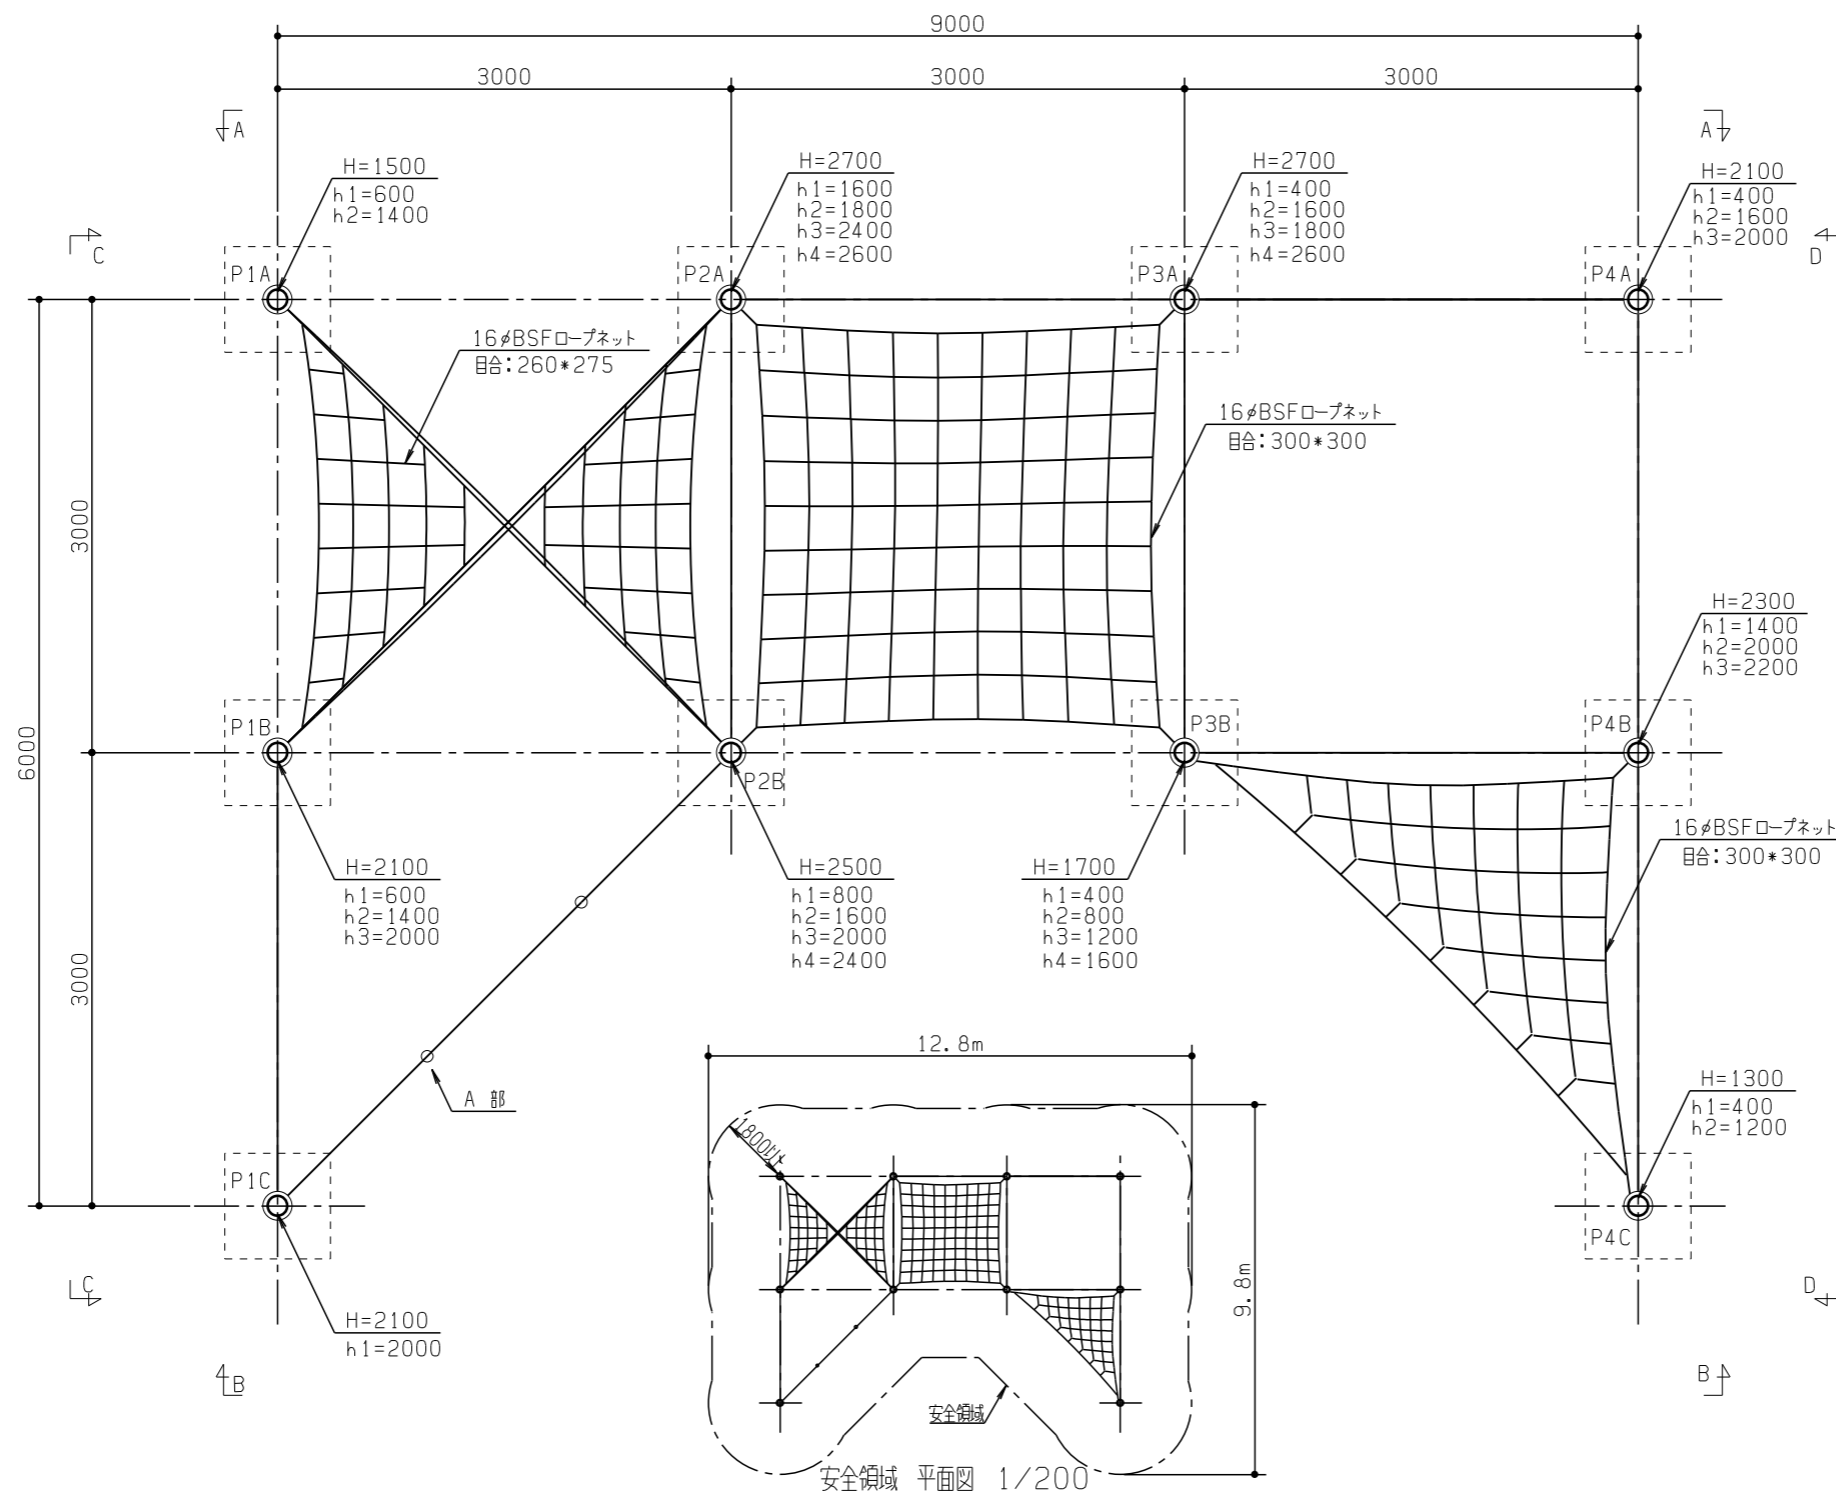 9000
3000
3000
3000
A
A
H=1500
h1=600
h2=1400
H=2700
h1=1600
h2=1800
h3=2400
h4=2600
H=2700
h1=400
h2=1600
h3=1800
h4=2600
H=2100
h1=400
h2=1600
h3=2000
C
D
P1A
P2A
P3A
P4A
16φBSFロープネット
目合:260*275
16φBSFロープネット
目合:300*300
3000
6000
3000
H=2300
h1=1400
h2=2000
h3=2200
P1B
P2B
P3B
P4B
16φBSFロープネット
目合:300*300
H=2100
h1=600
h2=1400
h3=2000
H=2500
h1=800
h2=1600
h3=2000
h4=2400
H=1700
h1=400
h2=800
h3=1200
h4=1600
A 部
12.8m
H=1300
h1=400
h2=1200
1800以上
9.8m
P1C
P4C
C
D
H=2100
h1=2000
B
B
安全領域
安全領域 平面図 1/200